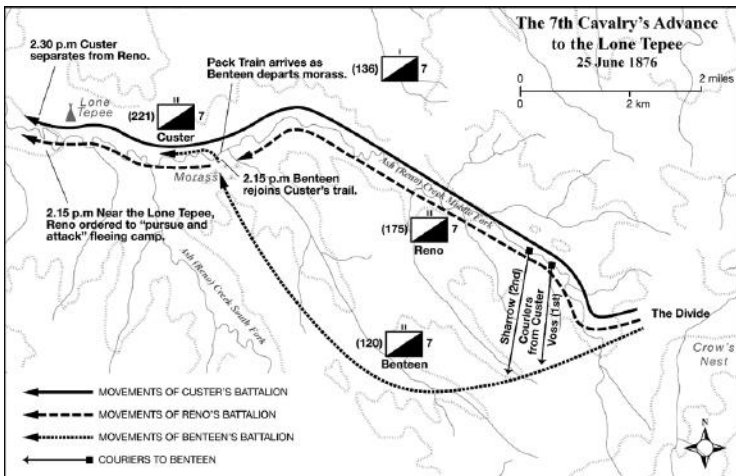 The 7th Cavalry's Advance
to the Lone Tepee
25 June 1876
0 2 miles
0 2 km
2.30 p.m Custer
separates from Reno.
Pack Train arrives as
Benteen departs morass.
I
(136) 7
Lone
Tepee
II
(221) 7
Custer
Morass
2.15 p.m Benteen
rejoins Custer's trail.
2.15 p.m Near the Lone Tepee,
Reno ordered to "pursue and
attack" fleeing camp.
Ash (Reno) Creek Middle Fork
II
(175) 7
Reno
Ash (Reno) Creek South Fork
Sharrow (2nd)
Couriers
from Custer
Voss (1st)
The Divide
Crow's
Nest
II
(120) 7
Benteen
MOVEMENTS OF CUSTER'S BATTALION
MOVEMENTS OF RENO'S BATTALION
MOVEMENTS OF BENTEEN'S BATTALION
COURIERS TO BENTEEN
N